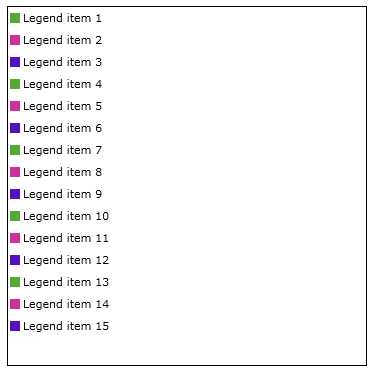 Legend item 1
Legend item 2
Legend item 3
Legend item 4
Legend item 5
Legend item 6
Legend item 7
Legend item 8
Legend item 9
Legend item 10
Legend item 11
Legend item 12
Legend item 13
Legend item 14
Legend item 15